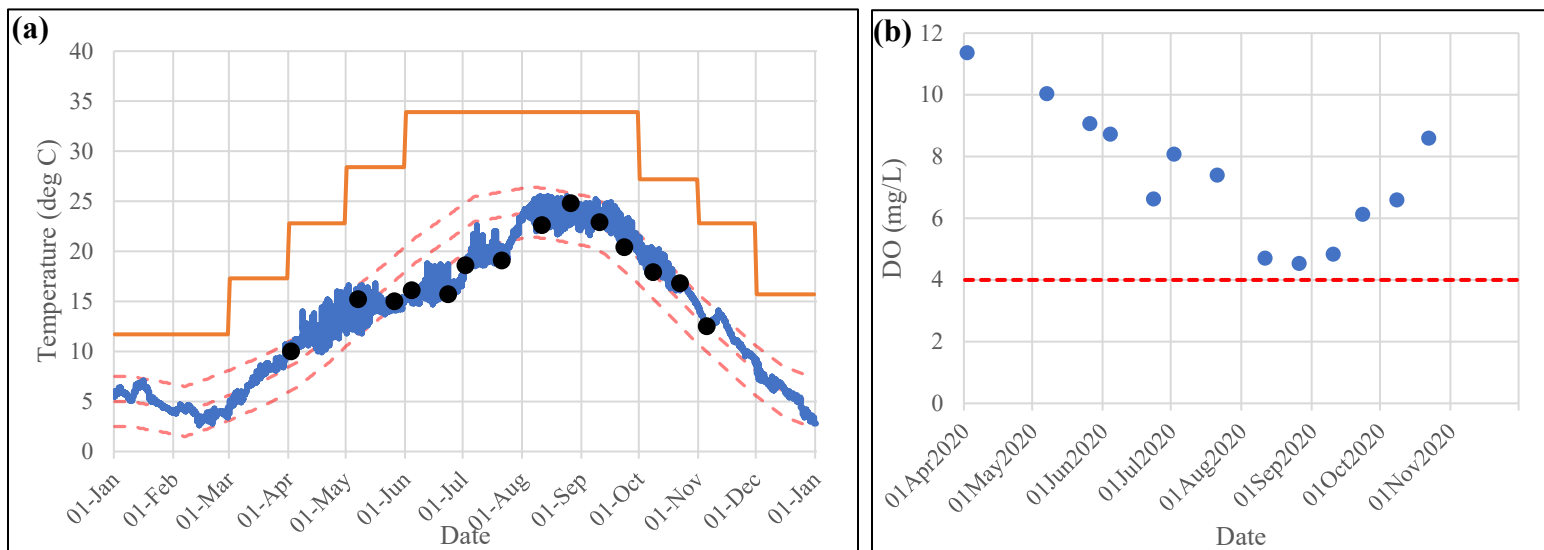 (a)
Temperature (deg C)
40
35
30
25
20
15
10
5
0
01-Jan
01-Feb
01-Mar
01-Apr
01-May
01-Jun
01-Jul
01-Aug
01-Sep
01-Oct
01-Nov
01-Dec
01-Jan
Date
(b)
DO (mg/L)
12
10
8
6
4
2
0
01Apr2020
01May2020
01Jun2020
01Jul2020
01Aug2020
01Sep2020
01Oct2020
01Nov2020
Date